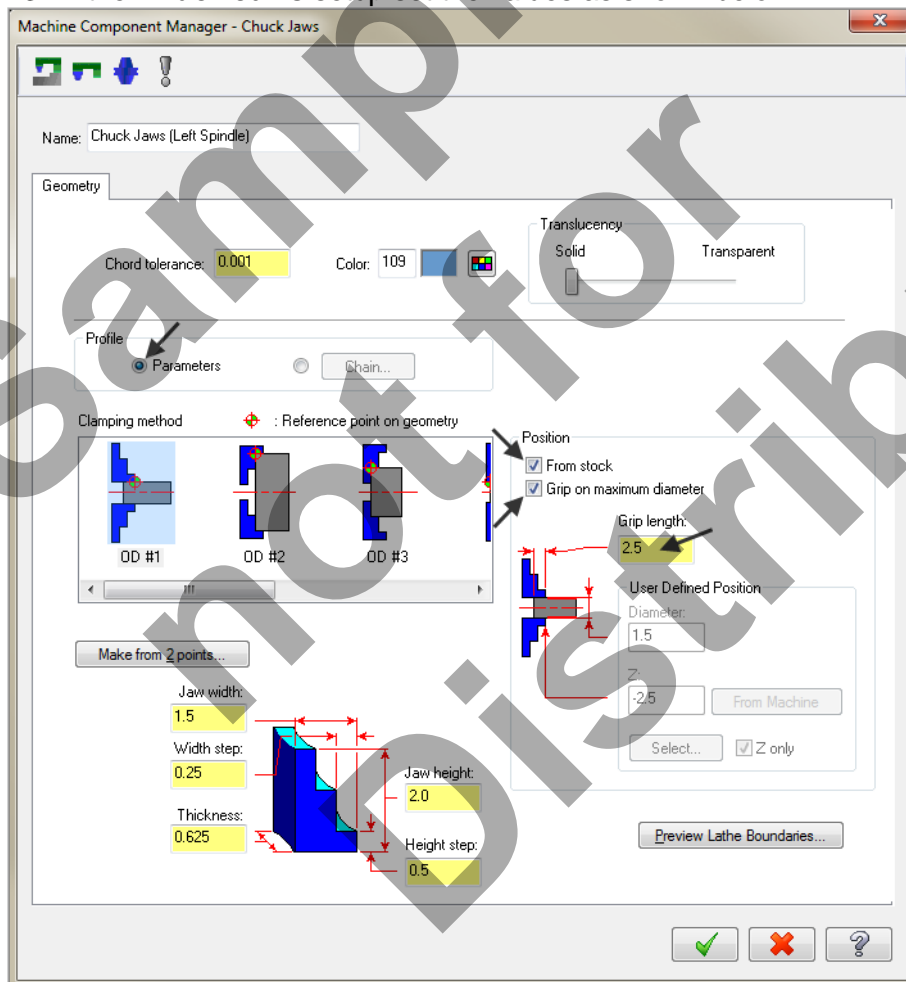 Machine Component Manager - Chuck Jaws
Name: Chuck Jaws (Left Spindle)
Geometry
Chord tolerance: 0.001
Color: 109
Translucency
Solid Transparent
Profile
Parameters
Chain...
Clamping method : Reference point on geometry
OD #1 OD #2 OD #3
Position
From stock
Grip on maximum diameter
Grip length:
2.5
User Defined Position
Diameter:
1.5
Z:
-2.5 From Machine
Select... Z only
Make from 2 points...
Jaw width:
1.5
Width step:
0.25
Thickness:
0.625
Jaw height:
2.0
Height step:
0.5
Preview Lathe Boundaries...
Sample
not for